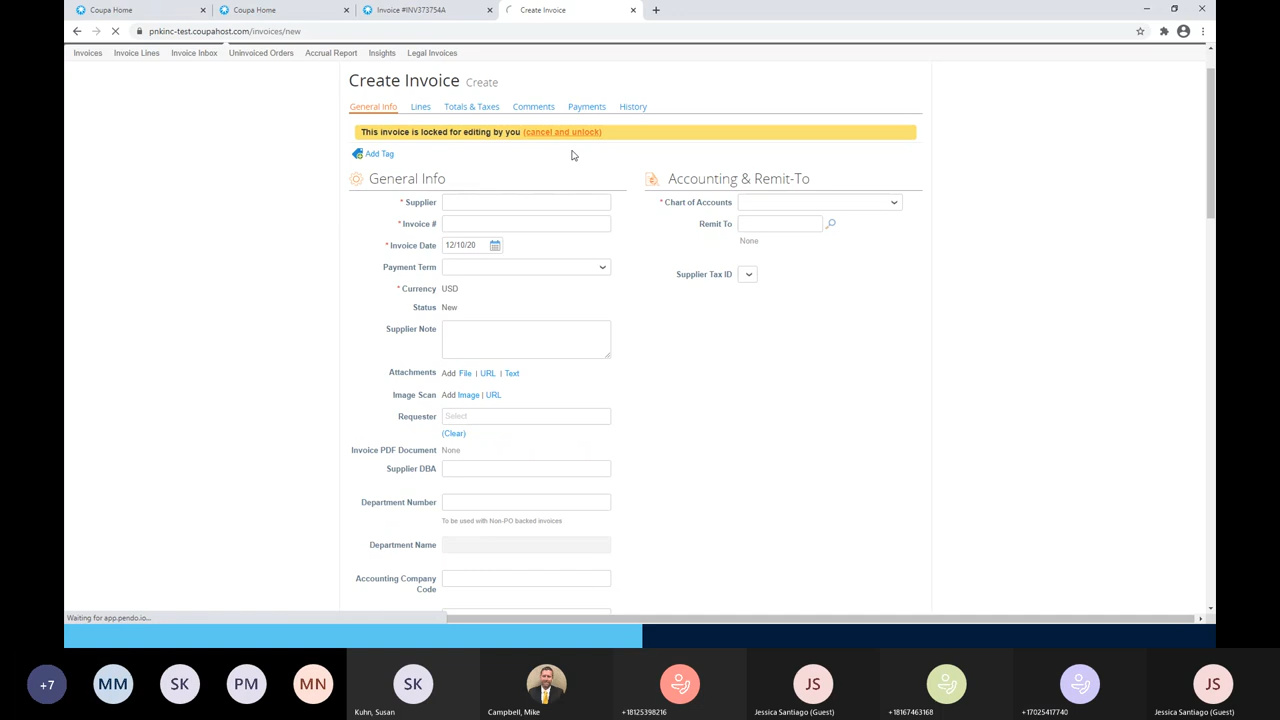 Coupa Home
Coupa Home
Invoice #INV373754A
Create Invoice
pnkinc-test.coupahost.com/invoices/new
Invoices Invoice Lines Invoice Inbox Uninvoiced Orders Accrual Report Insights Legal Invoices
Create Invoice Create
General Info Lines Totals & Taxes Comments Payments History
This invoice is locked for editing by you (cancel and unlock)
Add Tag
General Info
* Supplier
* Invoice #
* Invoice Date 12/10/20
Payment Term
* Currency USD
Status New
Supplier Note
Attachments Add File | URL | Text
Image Scan Add Image | URL
Requester Select
(Clear)
Invoice PDF Document None
Supplier DBA
Department Number
To be used with Non-PO backed invoices
Department Name
Accounting Company
Code
Accounting & Remit-To
* Chart of Accounts
Remit To
None
Supplier Tax ID
Waiting for app.pendo.io...
+7
MM
SK
PM
MN
SK
JS
JS
Kuhn, Susan
Campbell, Mike
+18125398216
Jessica Santiago (Guest)
+18167463168
+17025417740
Jessica Santiago (Guest)